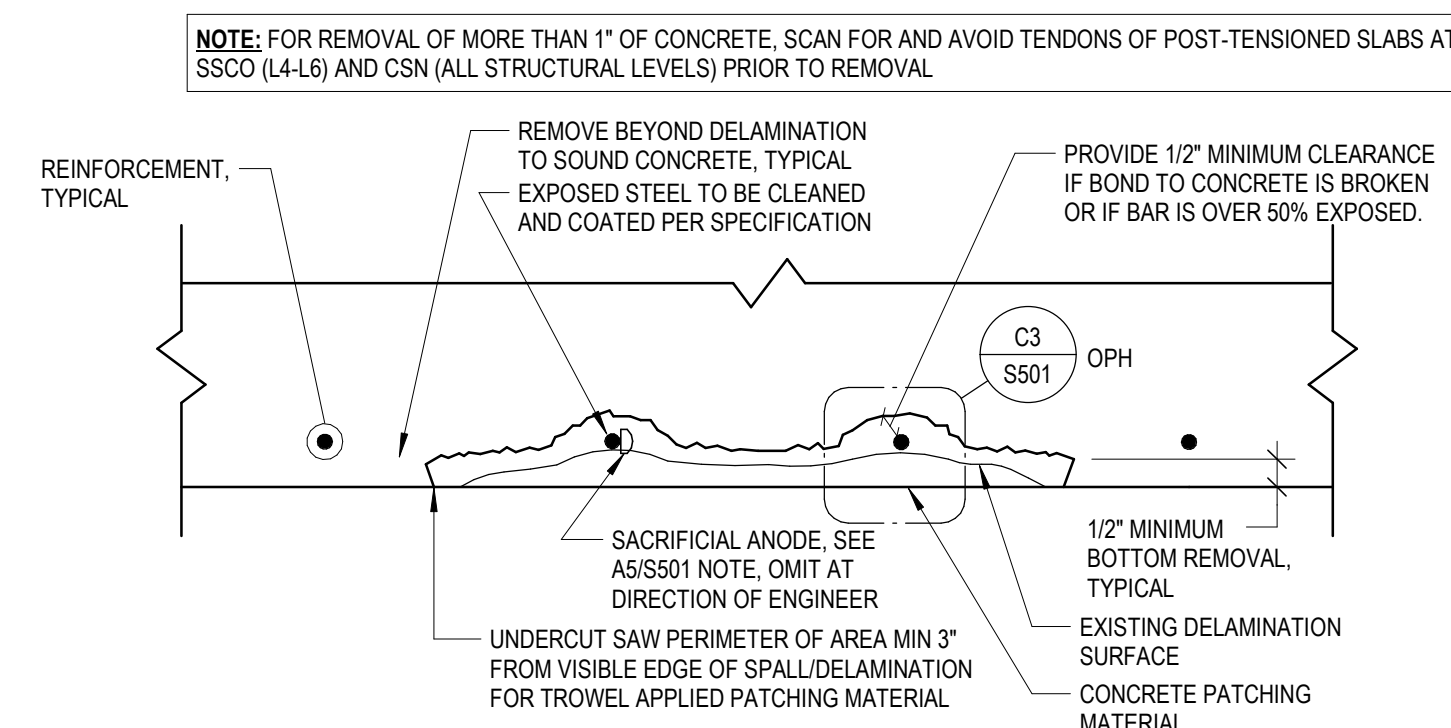 NOTE: FOR REMOVAL OF MORE THAN 1" OF CONCRETE, SCAN FOR AND AVOID TENDONS OF POST-TENSIONED SLABS AT
SSCO (L4-L6) AND CSN (ALL STRUCTURAL LEVELS) PRIOR TO REMOVAL
REINFORCEMENT,
TYPICAL
REMOVE BEYOND DELAMINATION
TO SOUND CONCRETE, TYPICAL
EXPOSED STEEL TO BE CLEANED
AND COATED PER SPECIFICATION
PROVIDE 1/2" MINIMUM CLEARANCE
IF BOND TO CONCRETE IS BROKEN
OR IF BAR IS OVER 50% EXPOSED.
C3
S501
OPH
SACRIFICIAL ANODE, SEE
A5/S501 NOTE, OMIT AT
DIRECTION OF ENGINEER
UNDERCUT SAW PERIMETER OF AREA MIN 3"
FROM VISIBLE EDGE OF SPALL/DELAMINATION
FOR TROWEL APPLIED PATCHING MATERIAL
1/2" MINIMUM
BOTTOM REMOVAL,
TYPICAL
EXISTING DELAMINATION
SURFACE
CONCRETE PATCHING
MATERIAL